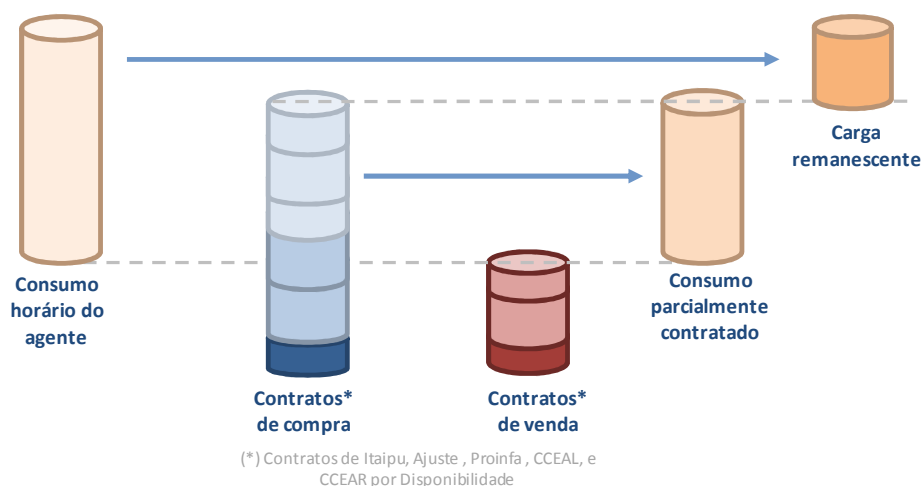 Carga
remanescente
Consumo
horário do
agente
Consumo
parcialmente
contratado
Contratos*
de compra
Contratos*
de venda
(*) Contratos de Itaipu, Ajuste , Proinfa , CCEAL, e
CCEAR por Disponibilidade